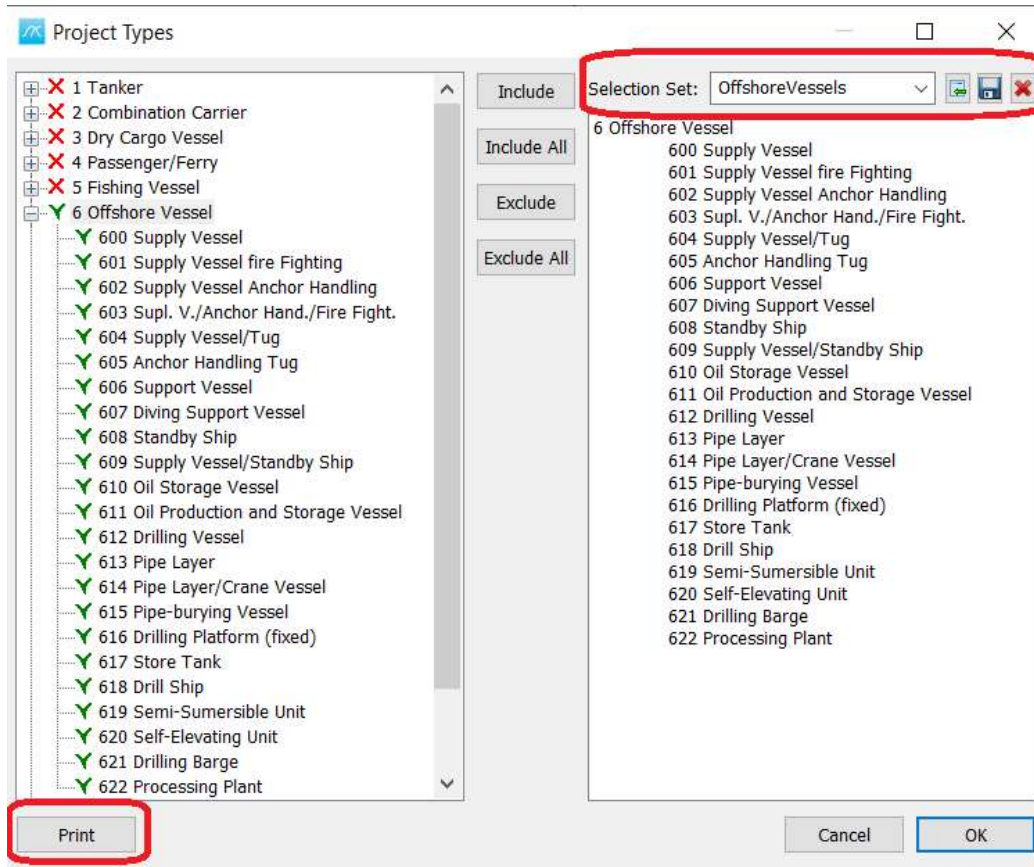 Project Types
1 Tanker
2 Combination Carrier
3 Dry Cargo Vessel
4 Passenger/Ferry
5 Fishing Vessel
6 Offshore Vessel
600 Supply Vessel
601 Supply Vessel fire Fighting
602 Supply Vessel Anchor Handling
603 Supl. V./Anchor Hand./Fire Fight.
604 Supply Vessel/Tug
605 Anchor Handling Tug
606 Support Vessel
607 Diving Support Vessel
608 Standby Ship
609 Supply Vessel/Standby Ship
610 Oil Storage Vessel
611 Oil Production and Storage Vessel
612 Drilling Vessel
613 Pipe Layer
614 Pipe Layer/Crane Vessel
615 Pipe-burying Vessel
616 Drilling Platform (fixed)
617 Store Tank
618 Drill Ship
619 Semi-Sumersible Unit
620 Self-Elevating Unit
621 Drilling Barge
622 Processing Plant
Include
Include All
Exclude
Exclude All
Selection Set: OffshoreVessels
6 Offshore Vessel
600 Supply Vessel
601 Supply Vessel fire Fighting
602 Supply Vessel Anchor Handling
603 Supl. V./Anchor Hand./Fire Fight.
604 Supply Vessel/Tug
605 Anchor Handling Tug
606 Support Vessel
607 Diving Support Vessel
608 Standby Ship
609 Supply Vessel/Standby Ship
610 Oil Storage Vessel
611 Oil Production and Storage Vessel
612 Drilling Vessel
613 Pipe Layer
614 Pipe Layer/Crane Vessel
615 Pipe-burying Vessel
616 Drilling Platform (fixed)
617 Store Tank
618 Drill Ship
619 Semi-Sumersible Unit
620 Self-Elevating Unit
621 Drilling Barge
622 Processing Plant
Print
Cancel
OK